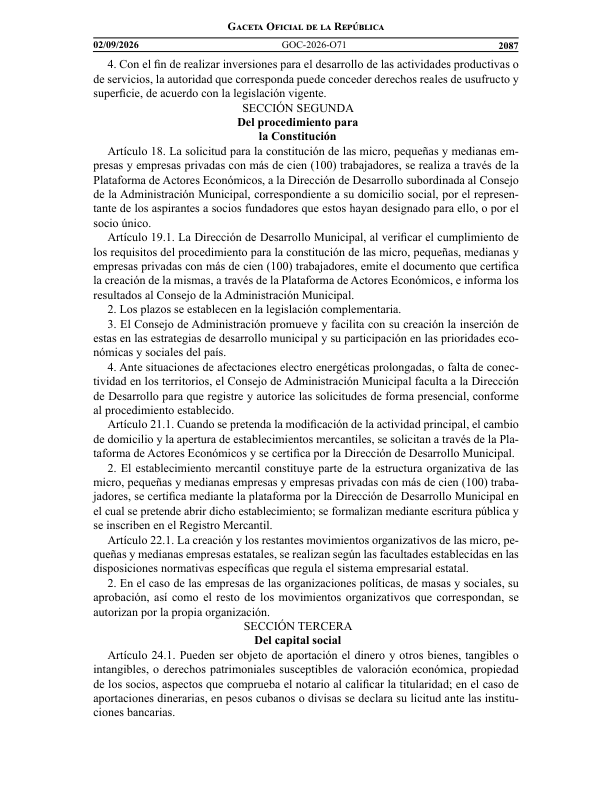 Gaceta Oficial de la República
02/09/2026 GOC-2026-O71 2087
4. Con el fin de realizar inversiones para el desarrollo de las actividades productivas o
de servicios, la autoridad que corresponda puede conceder derechos reales de usufructo y
superficie, de acuerdo con la legislación vigente.
SECCIÓN SEGUNDA
Del procedimiento para
la Constitución
Artículo 18. La solicitud para la constitución de las micro, pequeñas y medianas em-
presas y empresas privadas con más de cien (100) trabajadores, se realiza a través de la
Plataforma de Actores Económicos, a la Dirección de Desarrollo subordinada al Consejo
de la Administración Municipal, correspondiente a su domicilio social, por el represen-
tante de los aspirantes a socios fundadores que estos hayan designado para ello, o por el
socio único.
Artículo 19.1. La Dirección de Desarrollo Municipal, al verificar el cumplimiento de
los requisitos del procedimiento para la constitución de las micro, pequeñas, medianas y
empresas privadas con más de cien (100) trabajadores, emite el documento que certifica
la creación de la mismas, a través de la Plataforma de Actores Económicos, e informa los
resultados al Consejo de la Administración Municipal.
2. Los plazos se establecen en la legislación complementaria.
3. El Consejo de Administración promueve y facilita con su creación la inserción de
estas en las estrategias de desarrollo municipal y su participación en las prioridades eco-
nómicas y sociales del país.
4. Ante situaciones de afectaciones electro energéticas prolongadas, o falta de conec-
tividad en los territorios, el Consejo de Administración Municipal faculta a la Dirección
de Desarrollo para que registre y autorice las solicitudes de forma presencial, conforme
al procedimiento establecido.
Artículo 21.1. Cuando se pretenda la modificación de la actividad principal, el cambio
de domicilio y la apertura de establecimientos mercantiles, se solicitan a través de la Pla-
taforma de Actores Económicos y se certifica por la Dirección de Desarrollo Municipal.
2. El establecimiento mercantil constituye parte de la estructura organizativa de las
micro, pequeñas y medianas empresas y empresas privadas con más de cien (100) traba-
jadores, se certifica mediante la plataforma por la Dirección de Desarrollo Municipal en
el cual se pretende abrir dicho establecimiento; se formalizan mediante escritura pública y
se inscriben en el Registro Mercantil.
Artículo 22.1. La creación y los restantes movimientos organizativos de las micro, pe-
queñas y medianas empresas estatales, se realizan según las facultades establecidas en las
disposiciones normativas específicas que regula el sistema empresarial estatal.
2. En el caso de las empresas de las organizaciones políticas, de masas y sociales, su
aprobación, así como el resto de los movimientos organizativos que correspondan, se
autorizan por la propia organización.
SECCIÓN TERCERA
Del capital social
Artículo 24.1. Pueden ser objeto de aportación el dinero y otros bienes, tangibles o
intangibles, o derechos patrimoniales susceptibles de valoración económica, propiedad
de los socios, aspectos que comprueba el notario al calificar la titularidad; en el caso de
aportaciones dinerarias, en pesos cubanos o divisas se declara su licitud ante las institu-
ciones bancarias.